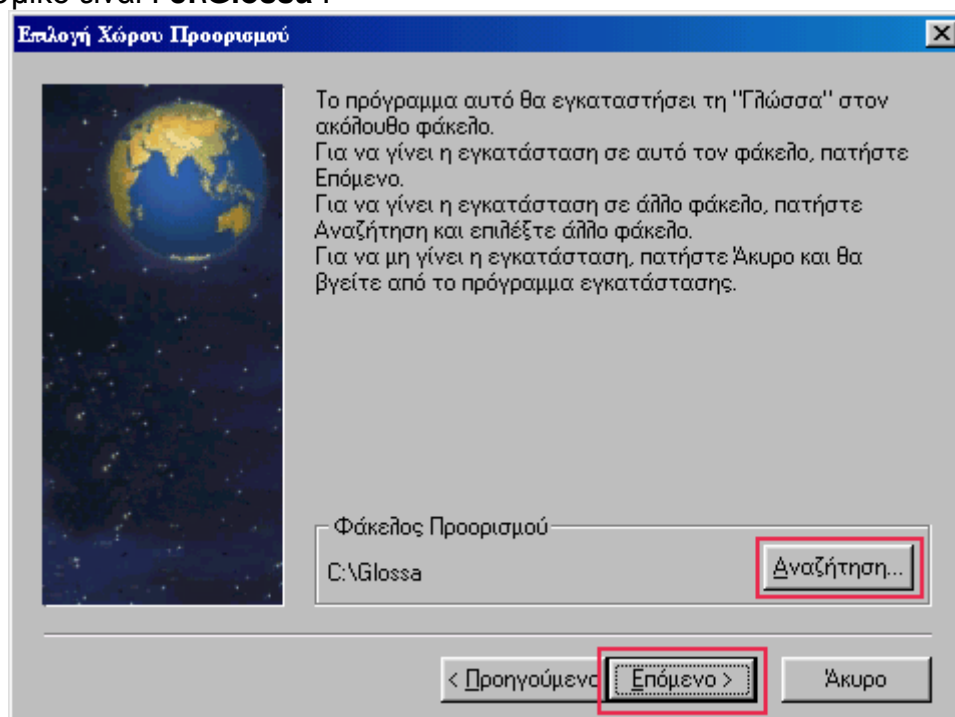 είναι : c:\Glossa .
Επιλογή Χώρου Προορισμού
Το πρόγραμμα αυτό θα εγκαταστήσει τη "Γλώσσα" στον
ακόλουθο φάκελο.
Για να γίνει η εγκατάσταση σε αυτό τον φάκελο, πατήστε
Επόμενο.
Για να γίνει η εγκατάσταση σε άλλο φάκελο, πατήστε
Αναζήτηση και επιλέξτε άλλο φάκελο.
Για να μη γίνει η εγκατάσταση, πατήστε Άκυρο και θα
βγείτε από το πρόγραμμα εγκατάστασης.
Φάκελος Προορισμού
C:\Glossa
Αναζήτηση...
< Προηγούμενο
Επόμενο >
Άκυρο